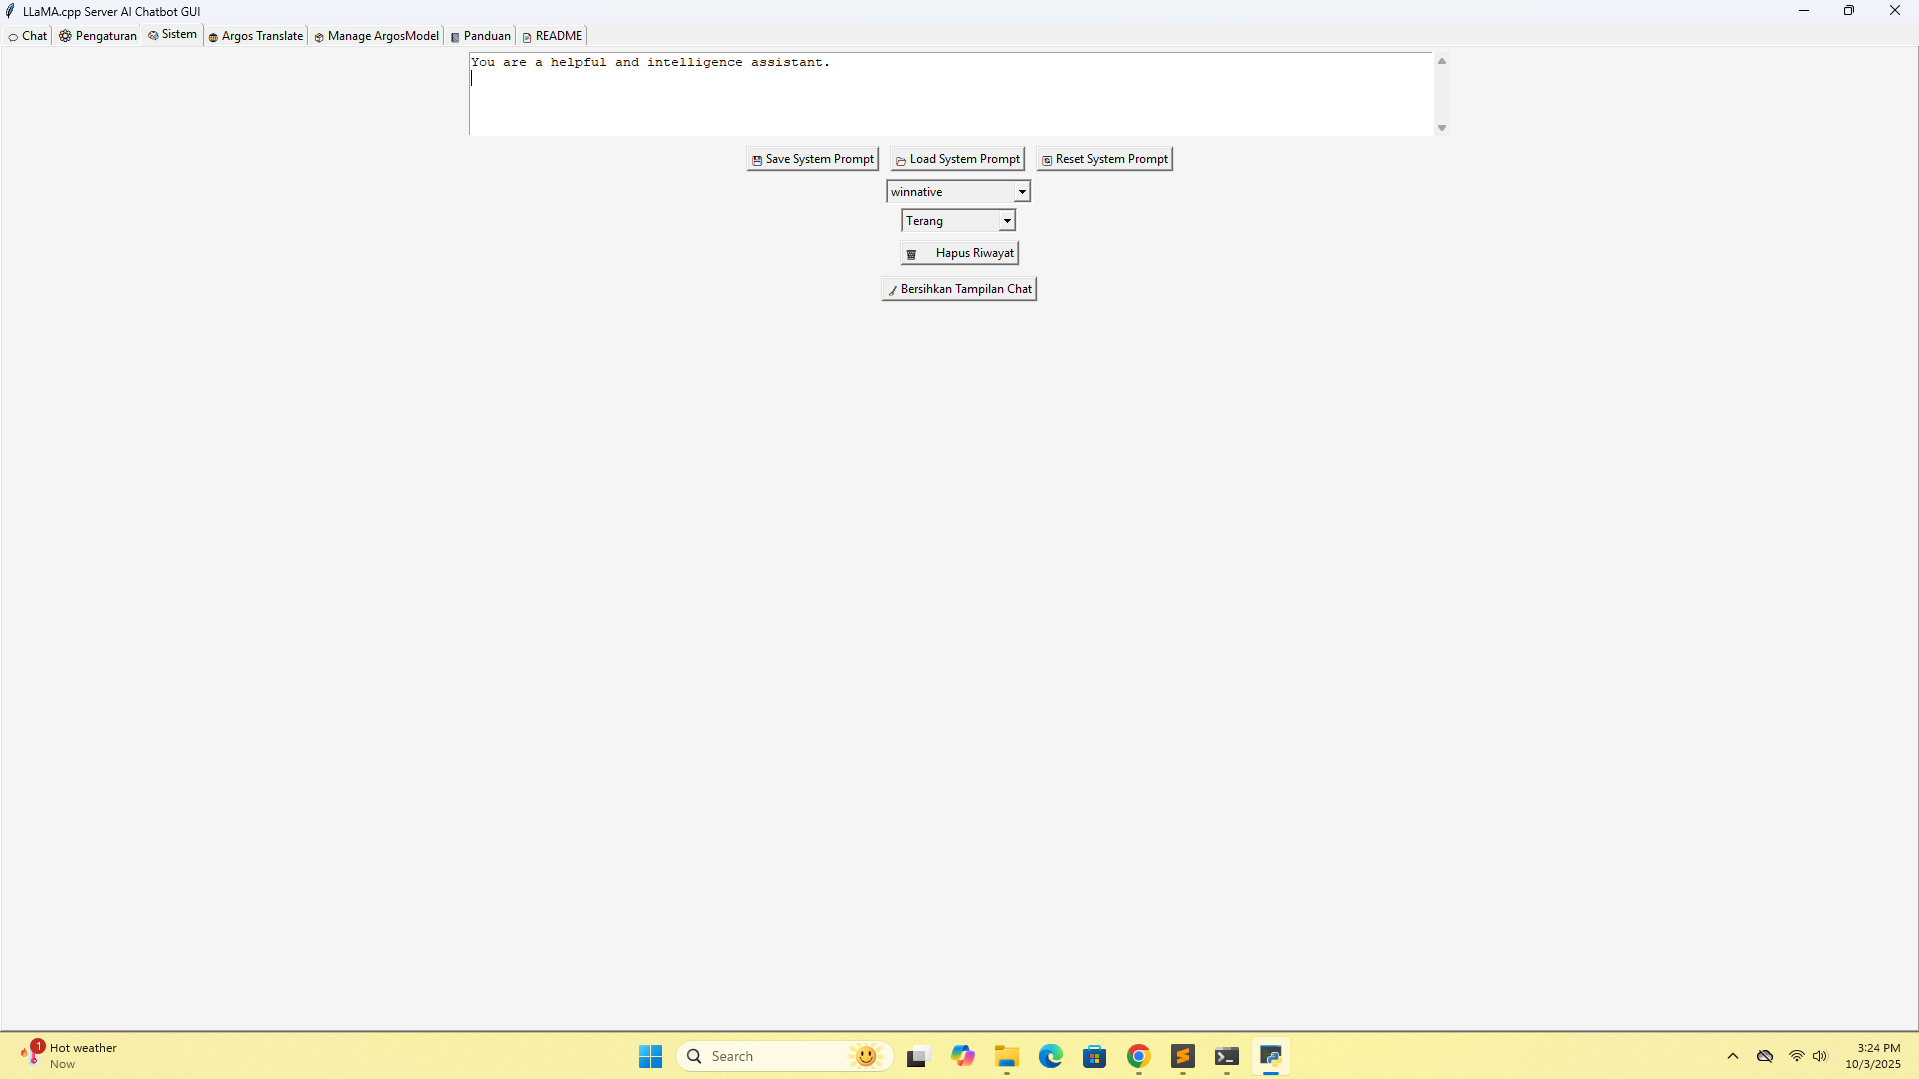 LLaMA.cpp Server AI Chatbot GUI
Chat Pengaturan Sistem Argos Translate Manage ArgosModel Panduan README
You are a helpful and intelligence assistant.
Save System Prompt Load System Prompt Reset System Prompt
winnative
Terang
Hapus Riwayat
Bersihkan Tampilan Chat
1 Hot weather
Now
Search
3:24 PM
10/3/2025